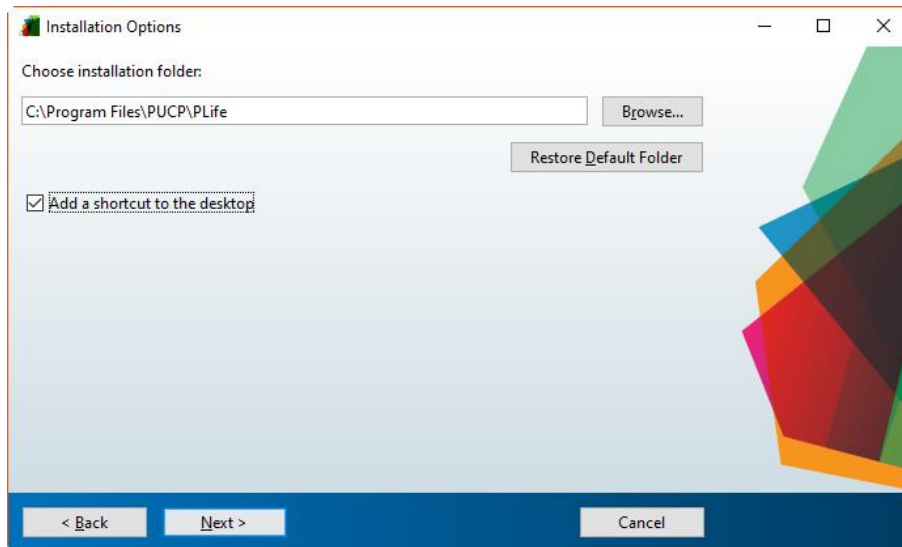 Installation Options
Choose installation folder:
C:\Program Files\PUCP\PLife
Browse...
Restore Default Folder
Add a shortcut to the desktop
< Back
Next >
Cancel